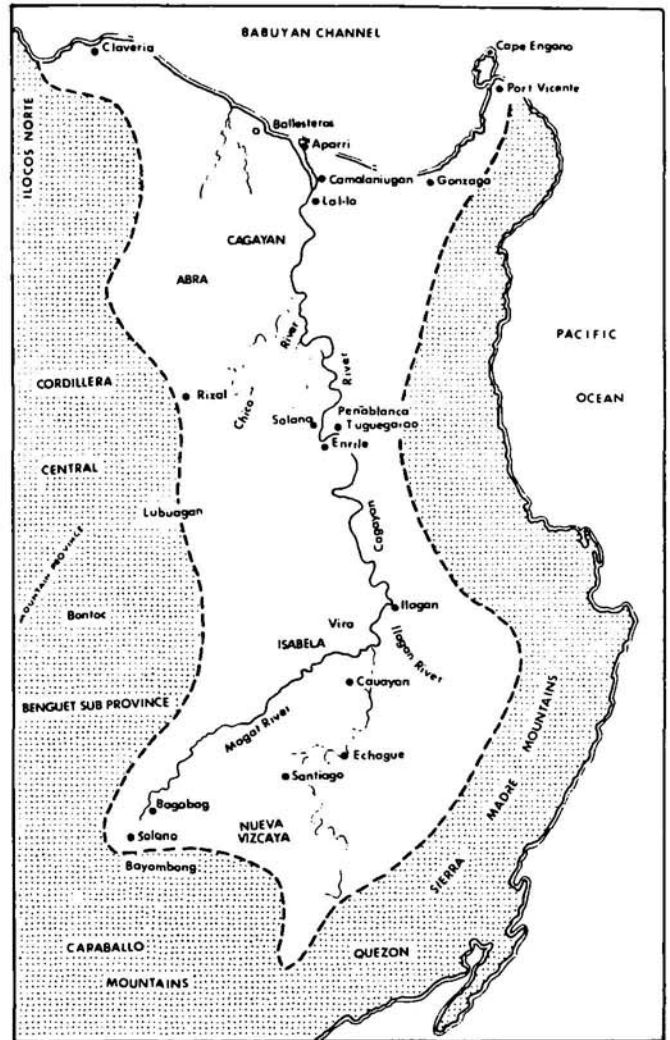 BABUYAN CHANNEL
Claveria
Cape Engano
Port Vicente
ILOCOS NORTE
Ballesteros
Aparri
Camalaniugan
Gonzaga
Lal-lo
CAGAYAN
ABRA
PACIFIC
OCEAN
River
River
CORDILLERA
Rizal
Chico
Solana
Penablanca
Tuguegarao
Enrile
CENTRAL
Lubuagan
Cagayan
MOUNTAIN PROVINCE
Bontoc
Ilagan
Vira
ISABELA
Ilagan River
Cauayan
BENGUET SUB PROVINCE
Magat River
MOUNTAINS
Echague
Santiago
MADRE
Bagabag
Solano
NUEVA
VIZCAYA
Bayombong
SIERRA
CARABALLO
QUEZON
MOUNTAINS